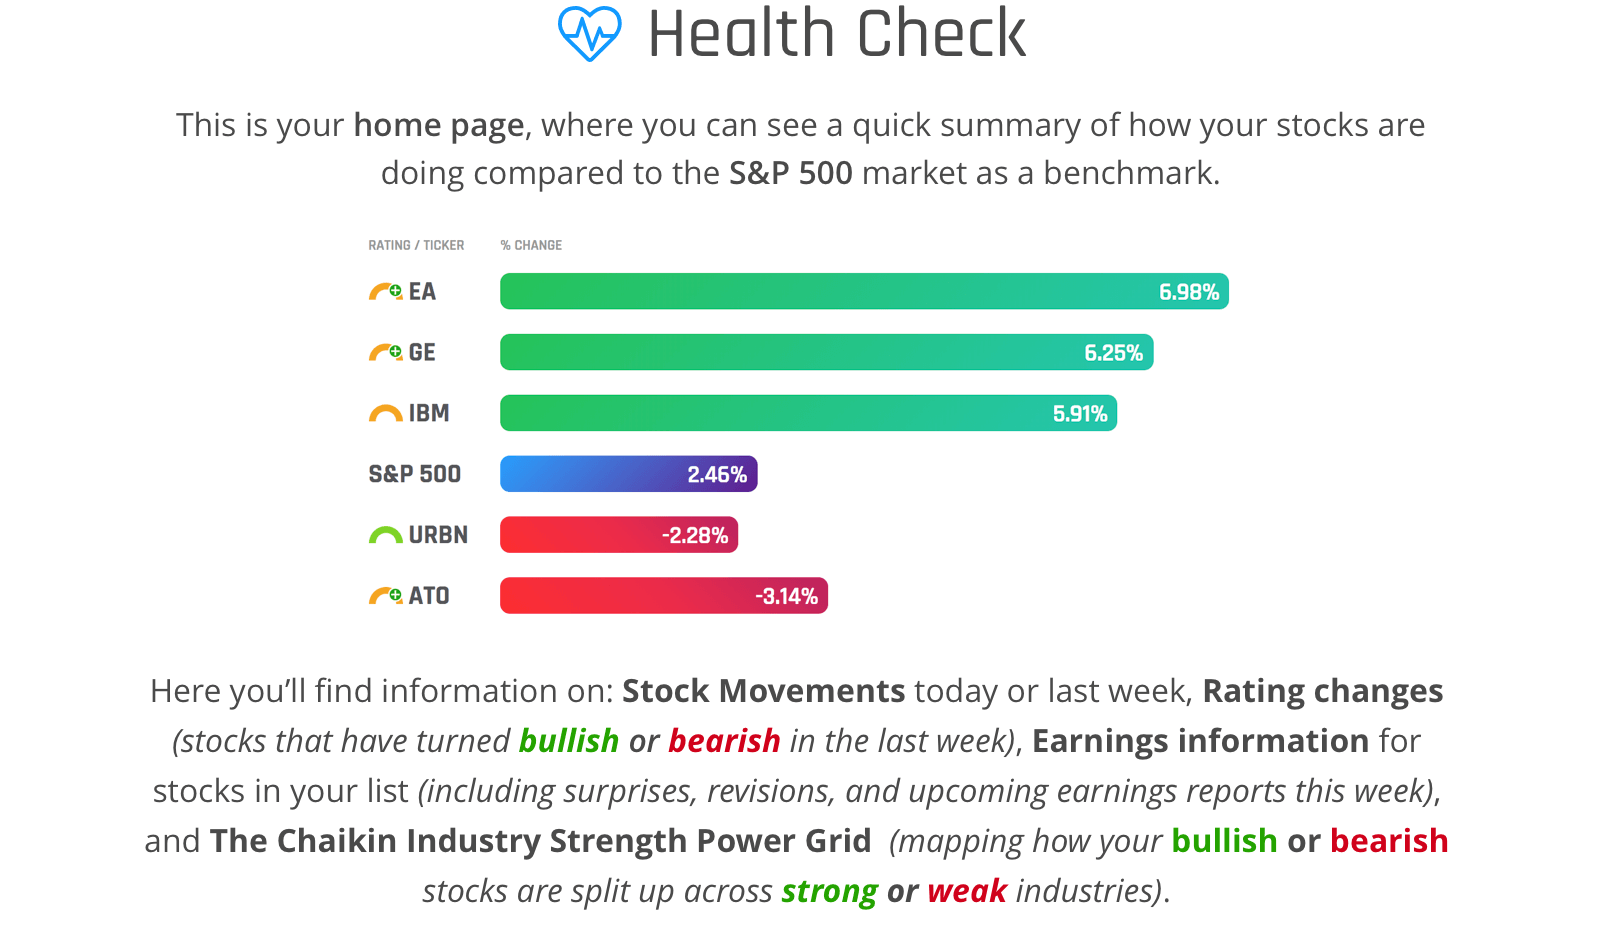 Health Check
This is your home page, where you can see a quick summary of how your stocks are
doing compared to the S&P 500 market as a benchmark.
RATING / TICKER % CHANGE
EA 6.98%
GE 6.25%
IBM 5.91%
S&P 500 2.46%
URBN -2.28%
ATO -3.14%
Here you’ll find information on: Stock Movements today or last week, Rating changes
(stocks that have turned bullish or bearish in the last week), Earnings information for
stocks in your list (including surprises, revisions, and upcoming earnings reports this week),
and The Chaikin Industry Strength Power Grid (mapping how your bullish or bearish
stocks are split up across strong or weak industries).